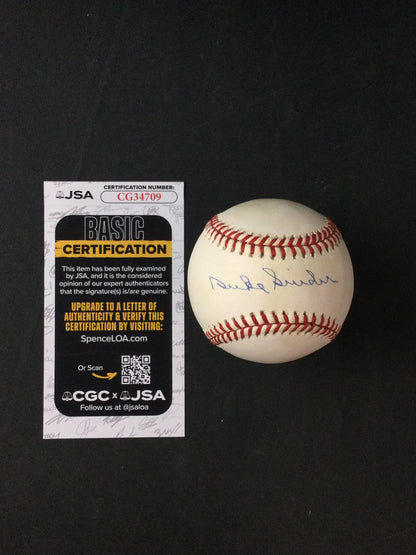 JSA
CERTIFICATION NUMBER:
CG34709
BASIC
CERTIFICATION
This item has been fully examined
by JSA, and it is the considered
opinion of our expert authenticators
that the signature(s) is/are genuine.
UPGRADE TO A LETTER OF
AUTHENTICITY & VERIFY THIS
CERTIFICATION BY VISITING:
SpenceLOA.com
Or Scan
CGC x JSA
Follow us at @jsaloa
Duke Snider